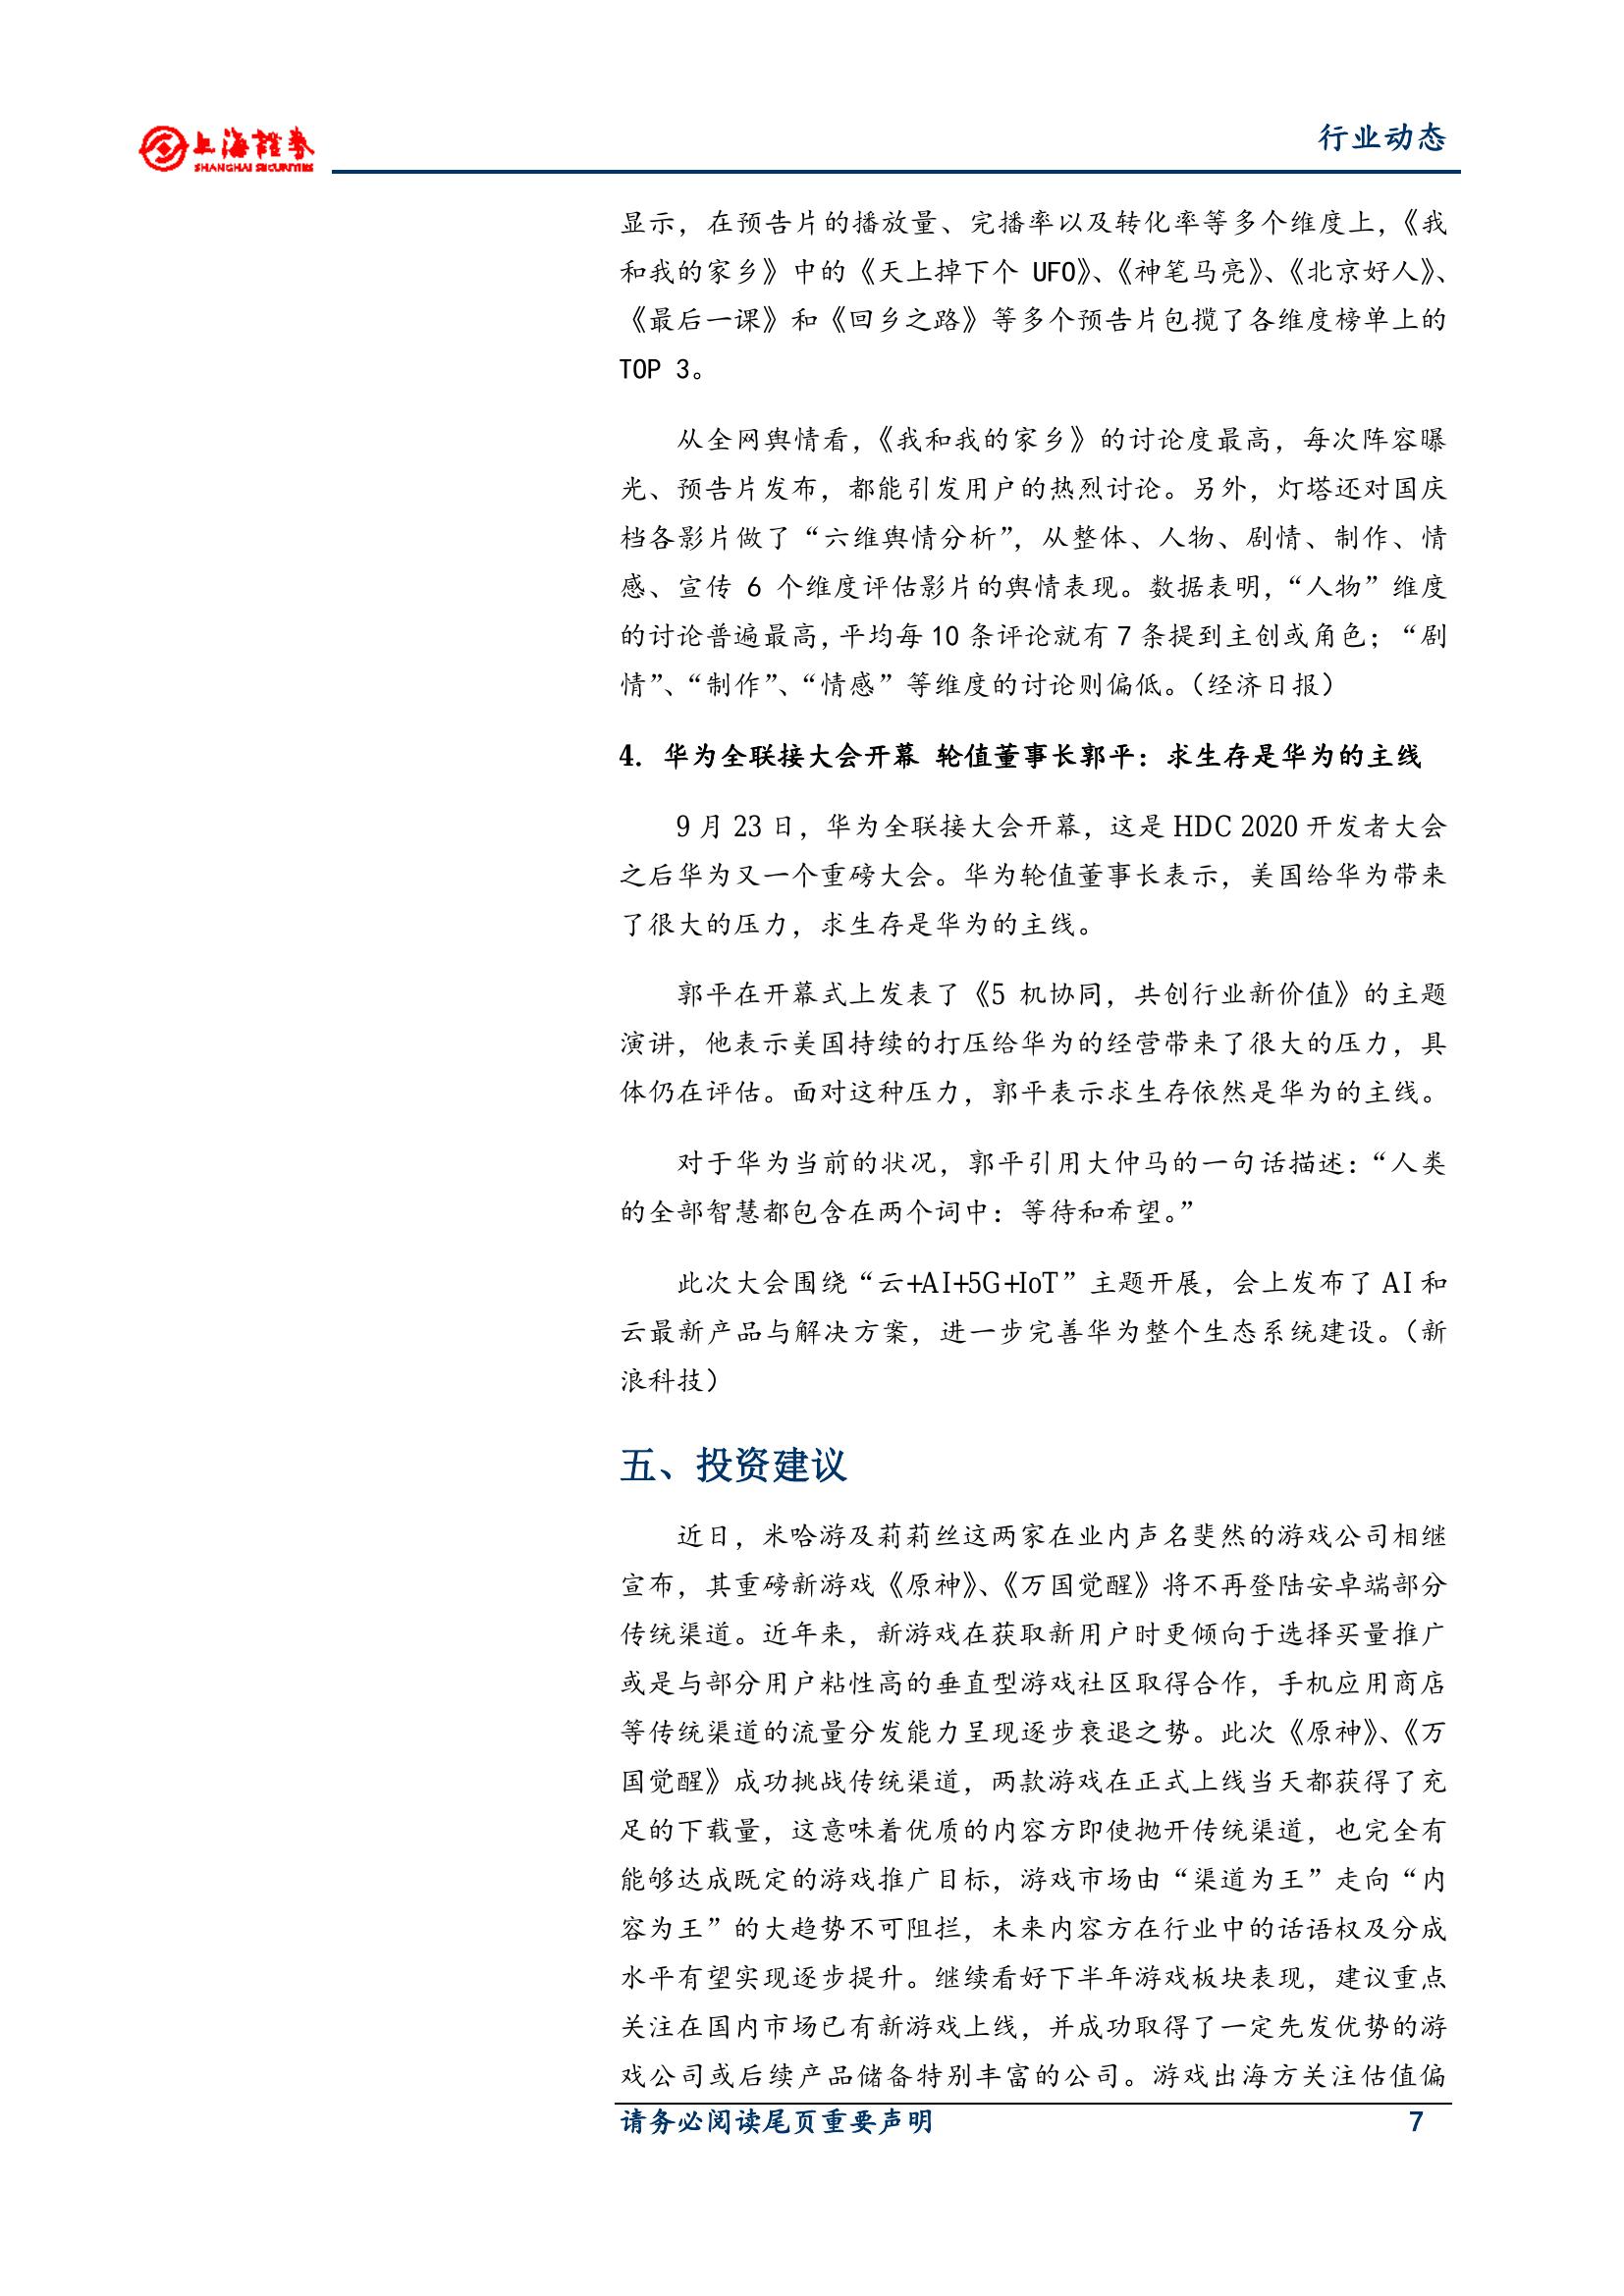 上海證券
SHANGHAI SECURITIES
行业动态
显示，在预告片的播放量、完播率以及转化率等多个维度上，《我
和我的家乡》中的《天上掉下个 UFO》、《神笔马亮》、《北京好人》、
《最后一课》和《回乡之路》等多个预告片包揽了各维度榜单上的
TOP 3。
从全网舆情看，《我和我的家乡》的讨论度最高，每次阵容曝
光、预告片发布，都能引发用户的热烈讨论。另外，灯塔还对国庆
档各影片做了“六维舆情分析”，从整体、人物、剧情、制作、情
感、宣传 6 个维度评估影片的舆情表现。数据表明，“人物”维度
的讨论普遍最高，平均每 10 条评论就有 7 条提到主创或角色；“剧
情”、“制作”、“情感”等维度的讨论则偏低。（经济日报）
4. 华为全联接大会开幕 轮值董事长郭平：求生存是华为的主线
9 月 23 日，华为全联接大会开幕，这是 HDC 2020 开发者大会
之后华为又一个重磅大会。华为轮值董事长表示，美国给华为带来
了很大的压力，求生存是华为的主线。
郭平在开幕式上发表了《5 机协同，共创行业新价值》的主题
演讲，他表示美国持续的打压给华为的经营带来了很大的压力，具
体仍在评估。面对这种压力，郭平表示求生存依然是华为的主线。
对于华为当前的状况，郭平引用大仲马的一句话描述：“人类
的全部智慧都包含在两个词中：等待和希望。”
此次大会围绕“云+AI+5G+IoT”主题开展，会上发布了 AI 和
云最新产品与解决方案，进一步完善华为整个生态系统建设。（新
浪科技）
五、投资建议
近日，米哈游及莉莉丝这两家在业内声名斐然的游戏公司相继
宣布，其重磅新游戏《原神》、《万国觉醒》将不再登陆安卓端部分
传统渠道。近年来，新游戏在获取新用户时更倾向于选择买量推广
或是与部分用户粘性高的垂直型游戏社区取得合作，手机应用商店
等传统渠道的流量分发能力呈现逐步衰退之势。此次《原神》、《万
国觉醒》成功挑战传统渠道，两款游戏在正式上线当天都获得了充
足的下载量，这意味着优质的内容方即使抛开传统渠道，也完全有
能够达成既定的游戏推广目标，游戏市场由“渠道为王”走向“内
容为王”的大趋势不可阻拦，未来内容方在行业中的话语权及分成
水平有望实现逐步提升。继续看好下半年游戏板块表现，建议重点
关注在国内市场已有新游戏上线，并成功取得了一定先发优势的游
戏公司或后续产品储备特别丰富的公司。游戏出海方关注估值偏
请务必阅读尾页重要声明 7